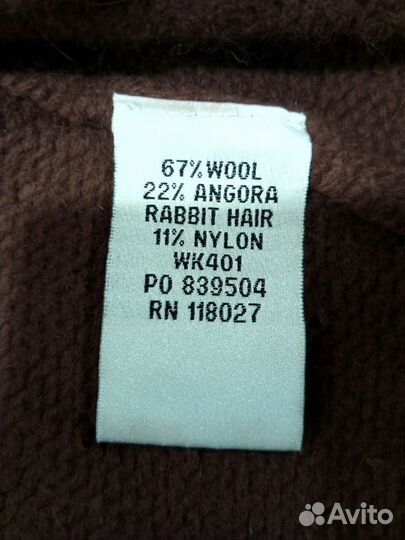 67% WOOL
22% ANGORA
RABBIT HAIR
11% NYLON
WK401
PO 839504
RN 118027
Avito